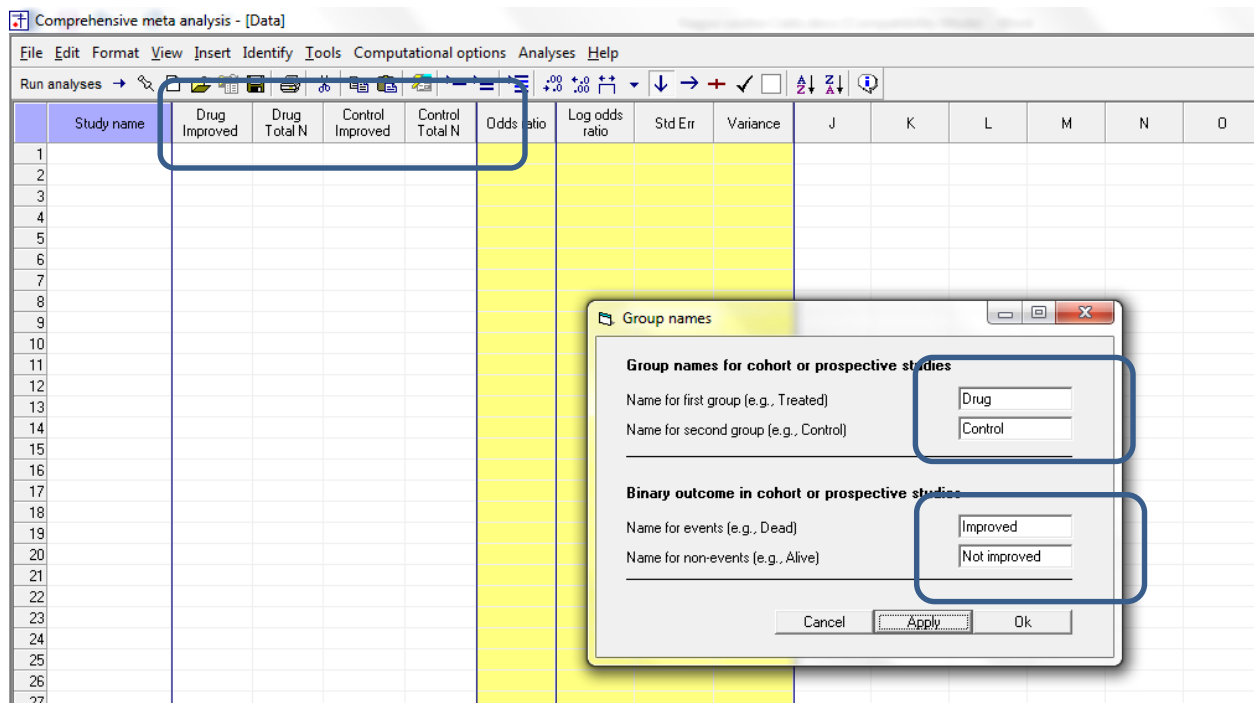 Comprehensive meta analysis - [Data]
File Edit Format View Insert Identify Tools Computational options Analyses Help
Run analyses
Study name Drug Improved Drug Total N Control Improved Control Total N Odds ratio Log odds ratio Std Err Variance J K L M N O
1
2
3
4
5
6
7
8
9
10
11
12
13
14
15
16
17
18
19
20
21
22
23
24
25
26
27
Group names
Group names for cohort or prospective studies
Name for first group (e.g., Treated) Drug
Name for second group (e.g., Control) Control
Binary outcome in cohort or prospective studies
Name for events (e.g., Dead) Improved
Name for non-events (e.g., Alive) Not improved
Cancel Apply Ok